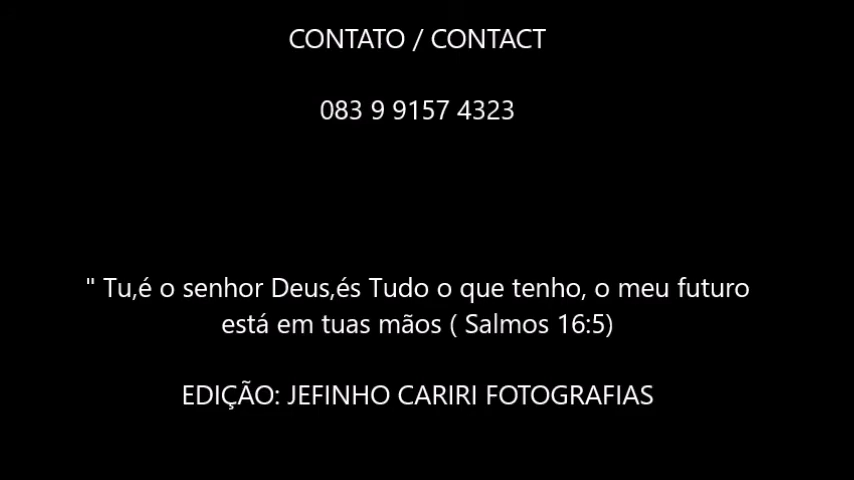 CONTATO / CONTACT
083 9 9157 4323
" Tu,é o senhor Deus,és Tudo o que tenho, o meu futuro
está em tuas mãos ( Salmos 16:5)
EDIÇÃO: JEFINHO CARIRI FOTOGRAFIAS